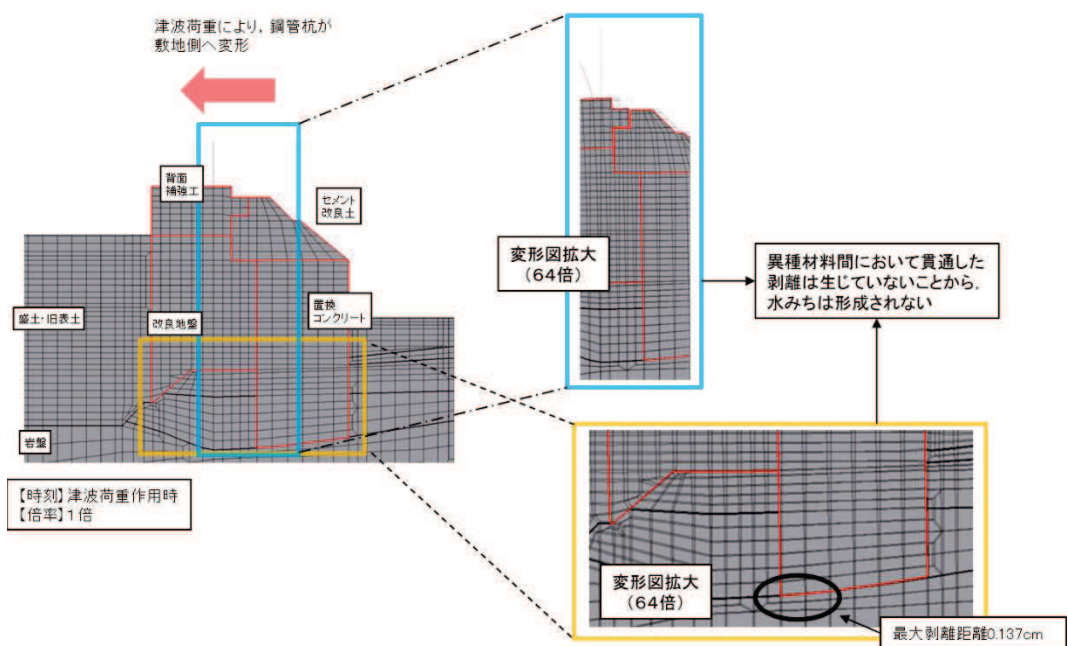 津波荷重により，鋼管杭が
敷地側へ変形
背面
補強工
セメント
改良土
盛土・旧表土
改良地盤
置換
コンクリート
岩盤
【時刻】津波荷重作用時
【倍率】1倍
変形図拡大
（64倍）
異種材料間において貫通した
剥離は生じていないことから，
水みちは形成されない
変形図拡大
（64倍）
最大剥離距離0.137cm